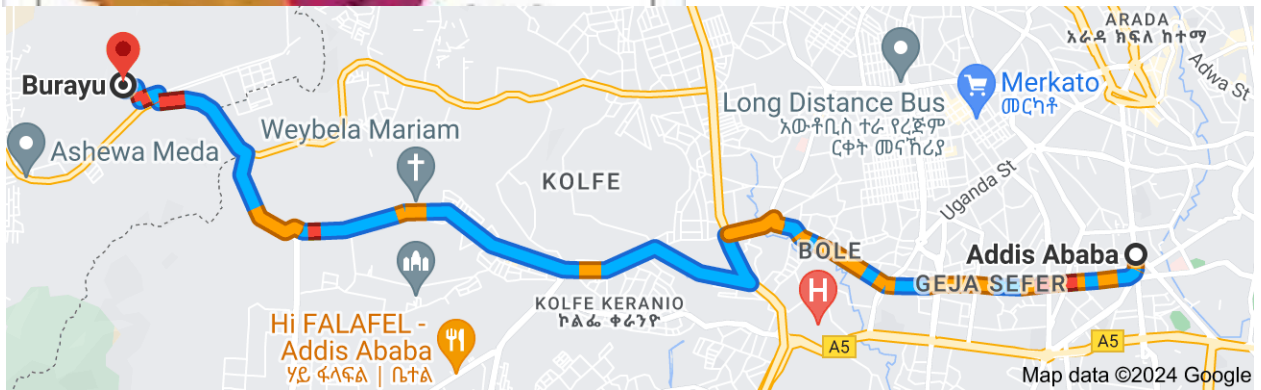 ARADA
አራዳ ክፍለ ከተማ
Adwa St
Burayu
Merkato
መርካቶ
Long Distance Bus
አውቶቢስ ተራ የረጅም
ርቀት መናኸሪያ
Weybela Mariam
Ashewa Meda
KOLFE
Uganda St
BOLE
Addis Ababa
GEJA SEFER
H
KOLFE KERANIO
ኮልፌ ቀራንዮ
Hi FALAFEL -
Addis Ababa
ሃይ ፋላፍል | ቤተል
A5
A5
Map data ©2024 Google